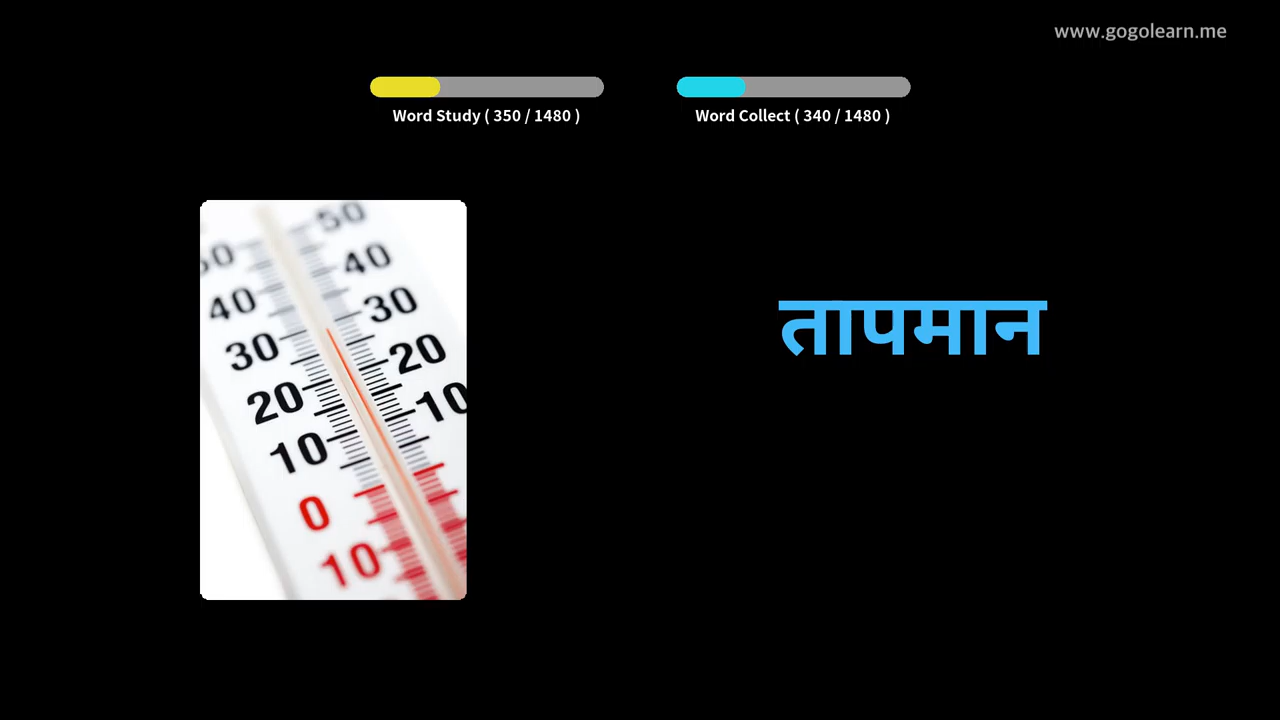 www.gogolearn.me
Word Study ( 350 / 1480 )
Word Collect ( 340 / 1480 )
तापमान
50
50 40
40 30
30 20
20 10
10
0
10